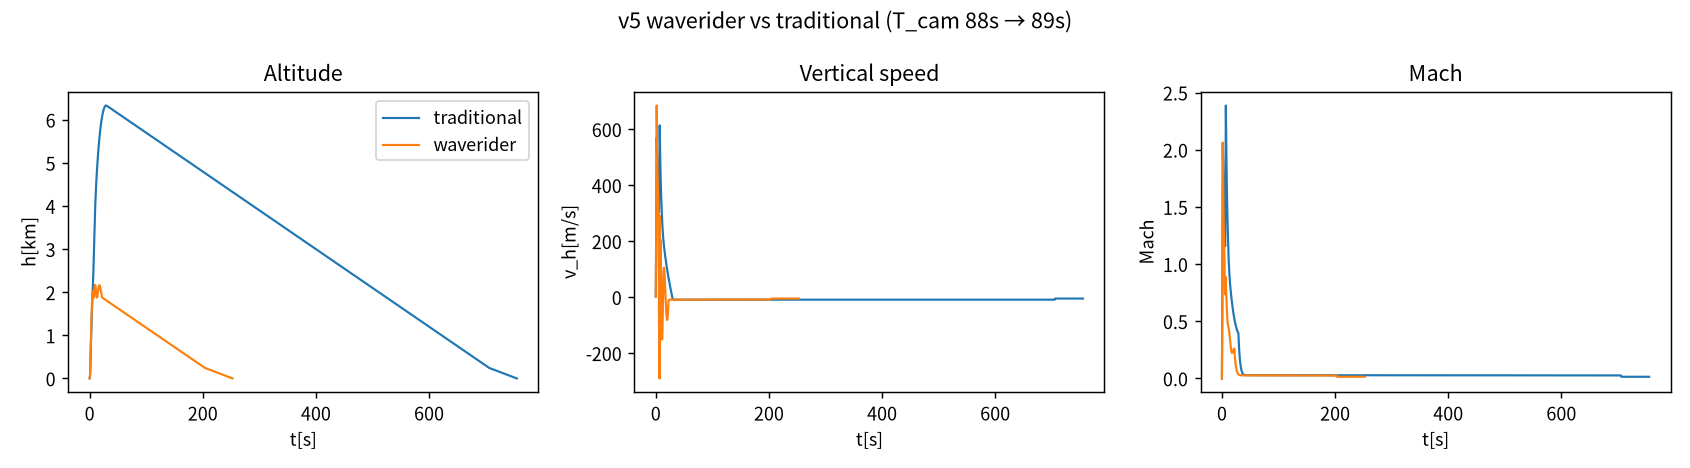 v5 waverider vs traditional (T_cam 88s → 89s)
Altitude
h[km]
6
5
4
3
2
1
0
0 200 400 600
t[s]
traditional
waverider
Vertical speed
v_h[m/s]
600
400
200
0
-200
0 200 400 600
t[s]
Mach
Mach
2.5
2.0
1.5
1.0
0.5
0.0
0 200 400 600
t[s]